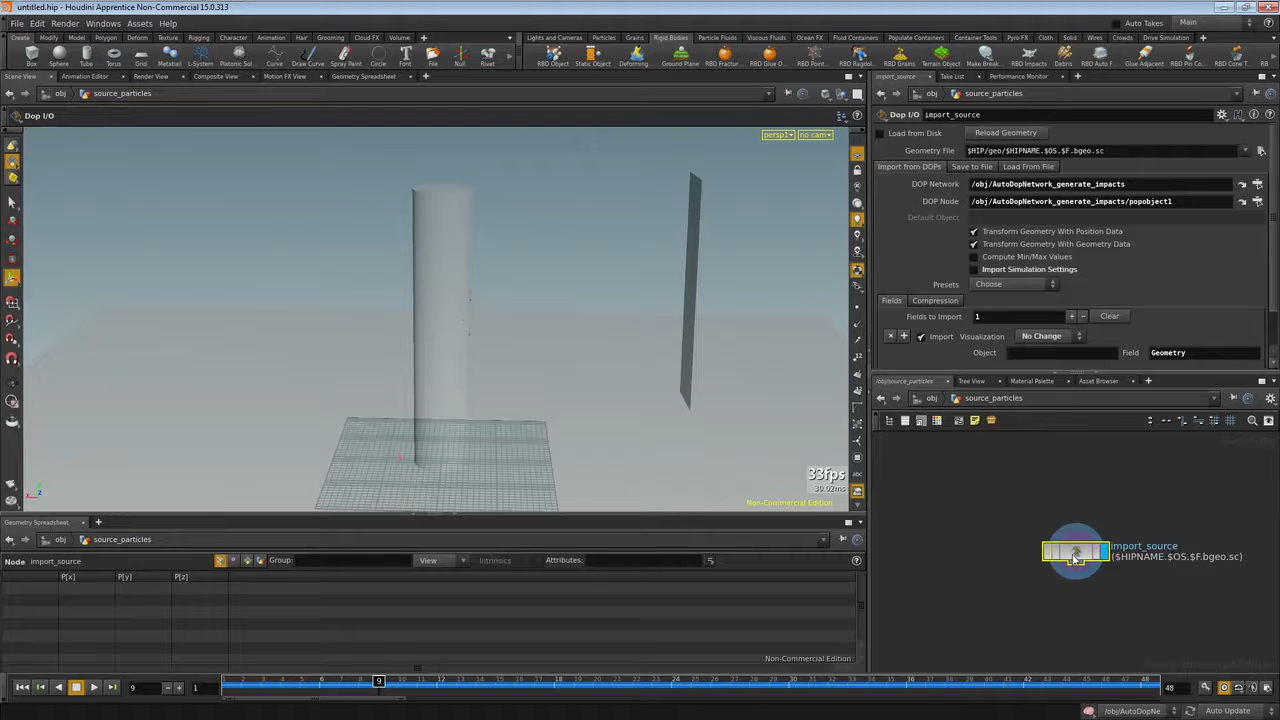 untitled.hip - Houdini Apprentice Non-Commercial 15.0.313
File Edit Render Windows Assets Help
Auto Takes Main
Create Modify Model Polygon Deform Texture Rigging Character Animation Hair Grooming Cloud FX Volume
Lights and Cameras Particles Grains Rigid Bodies Particle Fluids Viscous Fluids Ocean FX Fluid Containers Populate Containers Container Tools Pyro FX Cloth Solid Wires Crowds Drive Simulation
Box Sphere Tube Torus Grid Metaball L-System Platonic Sol... Curve Draw Curve Spray Paint Circle Font Null Rivet
RBD Object Static Object Deforming... Ground Plane RBD Fractur... RBD Glue O... RBD Point... RBD Ragdol... RBD Grains Terrain Object Make Break... RBD Impacts Debris RBD Auto F... Glue Adjacent RBD Pin Co... RBD Cone T...
Scene View Animation Editor Render View Composite View Motion FX View Geometry Spreadsheet
import_source Take List Performance Monitor
obj source_particles
obj source_particles
Dop I/O
Dop I/O import_source
persp1 no cam
Load from Disk Reload Geometry
Geometry File $HIP/geo/$HIPNAME.$OS.$F.bgeo.sc
Import from DOPs Save to File Load From File
DOP Network /obj/AutoDopNetwork_generate_impacts
DOP Node /obj/AutoDopNetwork_generate_impacts/popobject1
Default Object
Transform Geometry With Position Data
Transform Geometry With Geometry Data
Compute Min/Max Values
Import Simulation Settings
Presets Choose
Fields Compression
Fields to Import 1 + − Clear
Import Visualization No Change
Object Field Geometry
/obj/source_particles Tree View Material Palette Asset Browser
obj source_particles
33fps
30.02ms
Non-Commercial Edition
import_source
($HIPNAME.$OS.$F.bgeo.sc)
Geometry Spreadsheet
obj source_particles
Node import_source Group: View Intrinsics Attributes:
P[x] P[y] P[z]
Non-Commercial Edition
9 1 9 48
/obj/AutoDopNe Auto Update